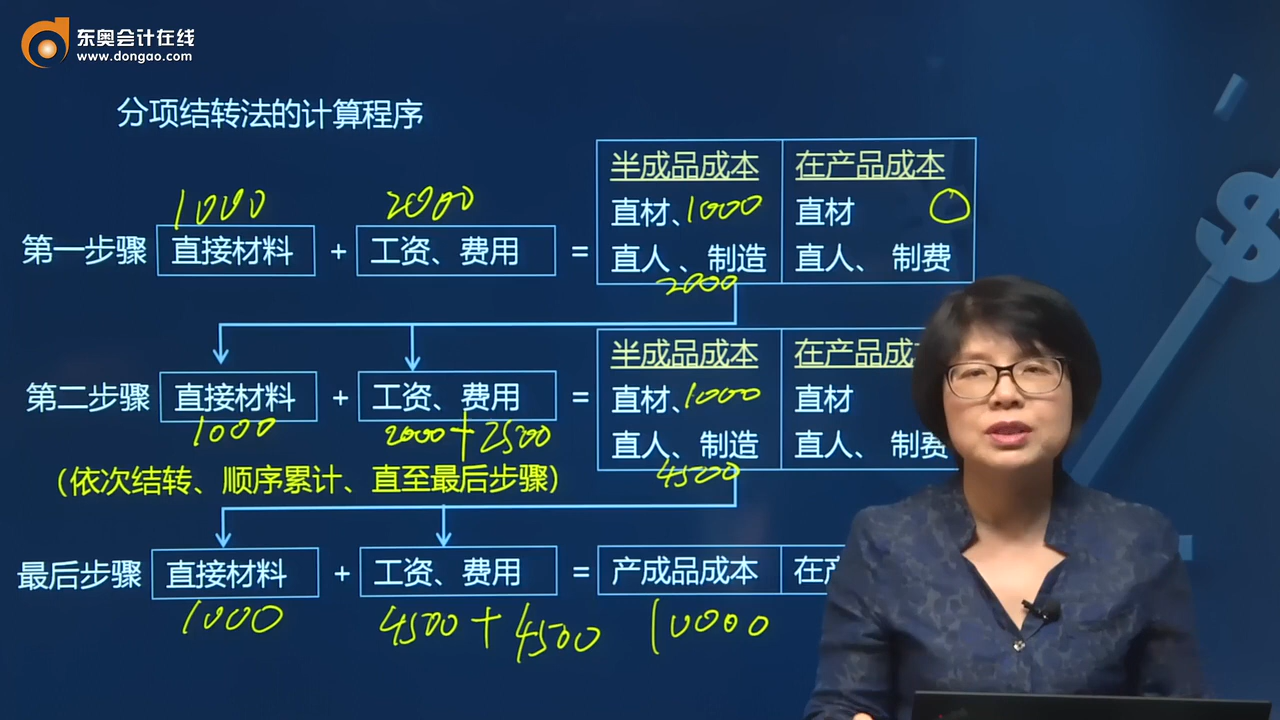 东奥会计在线
www.dongao.com
分项结转法的计算程序
1000 2000
第一步骤 直接材料 + 工资、费用 =
半成品成本 在产品成本
直材、1000 直材 0
直人 、制造 直人、 制费
2000
第二步骤 直接材料 + 工资、费用 =
1000 2000+2500
半成品成本 在产品成
直材、1000 直材
直人、制造 直人、 制费
4500
(依次结转、顺序累计、直至最后步骤)
最后步骤 直接材料 + 工资、费用 = 产成品成本 在产
1000 4500+4500 10000